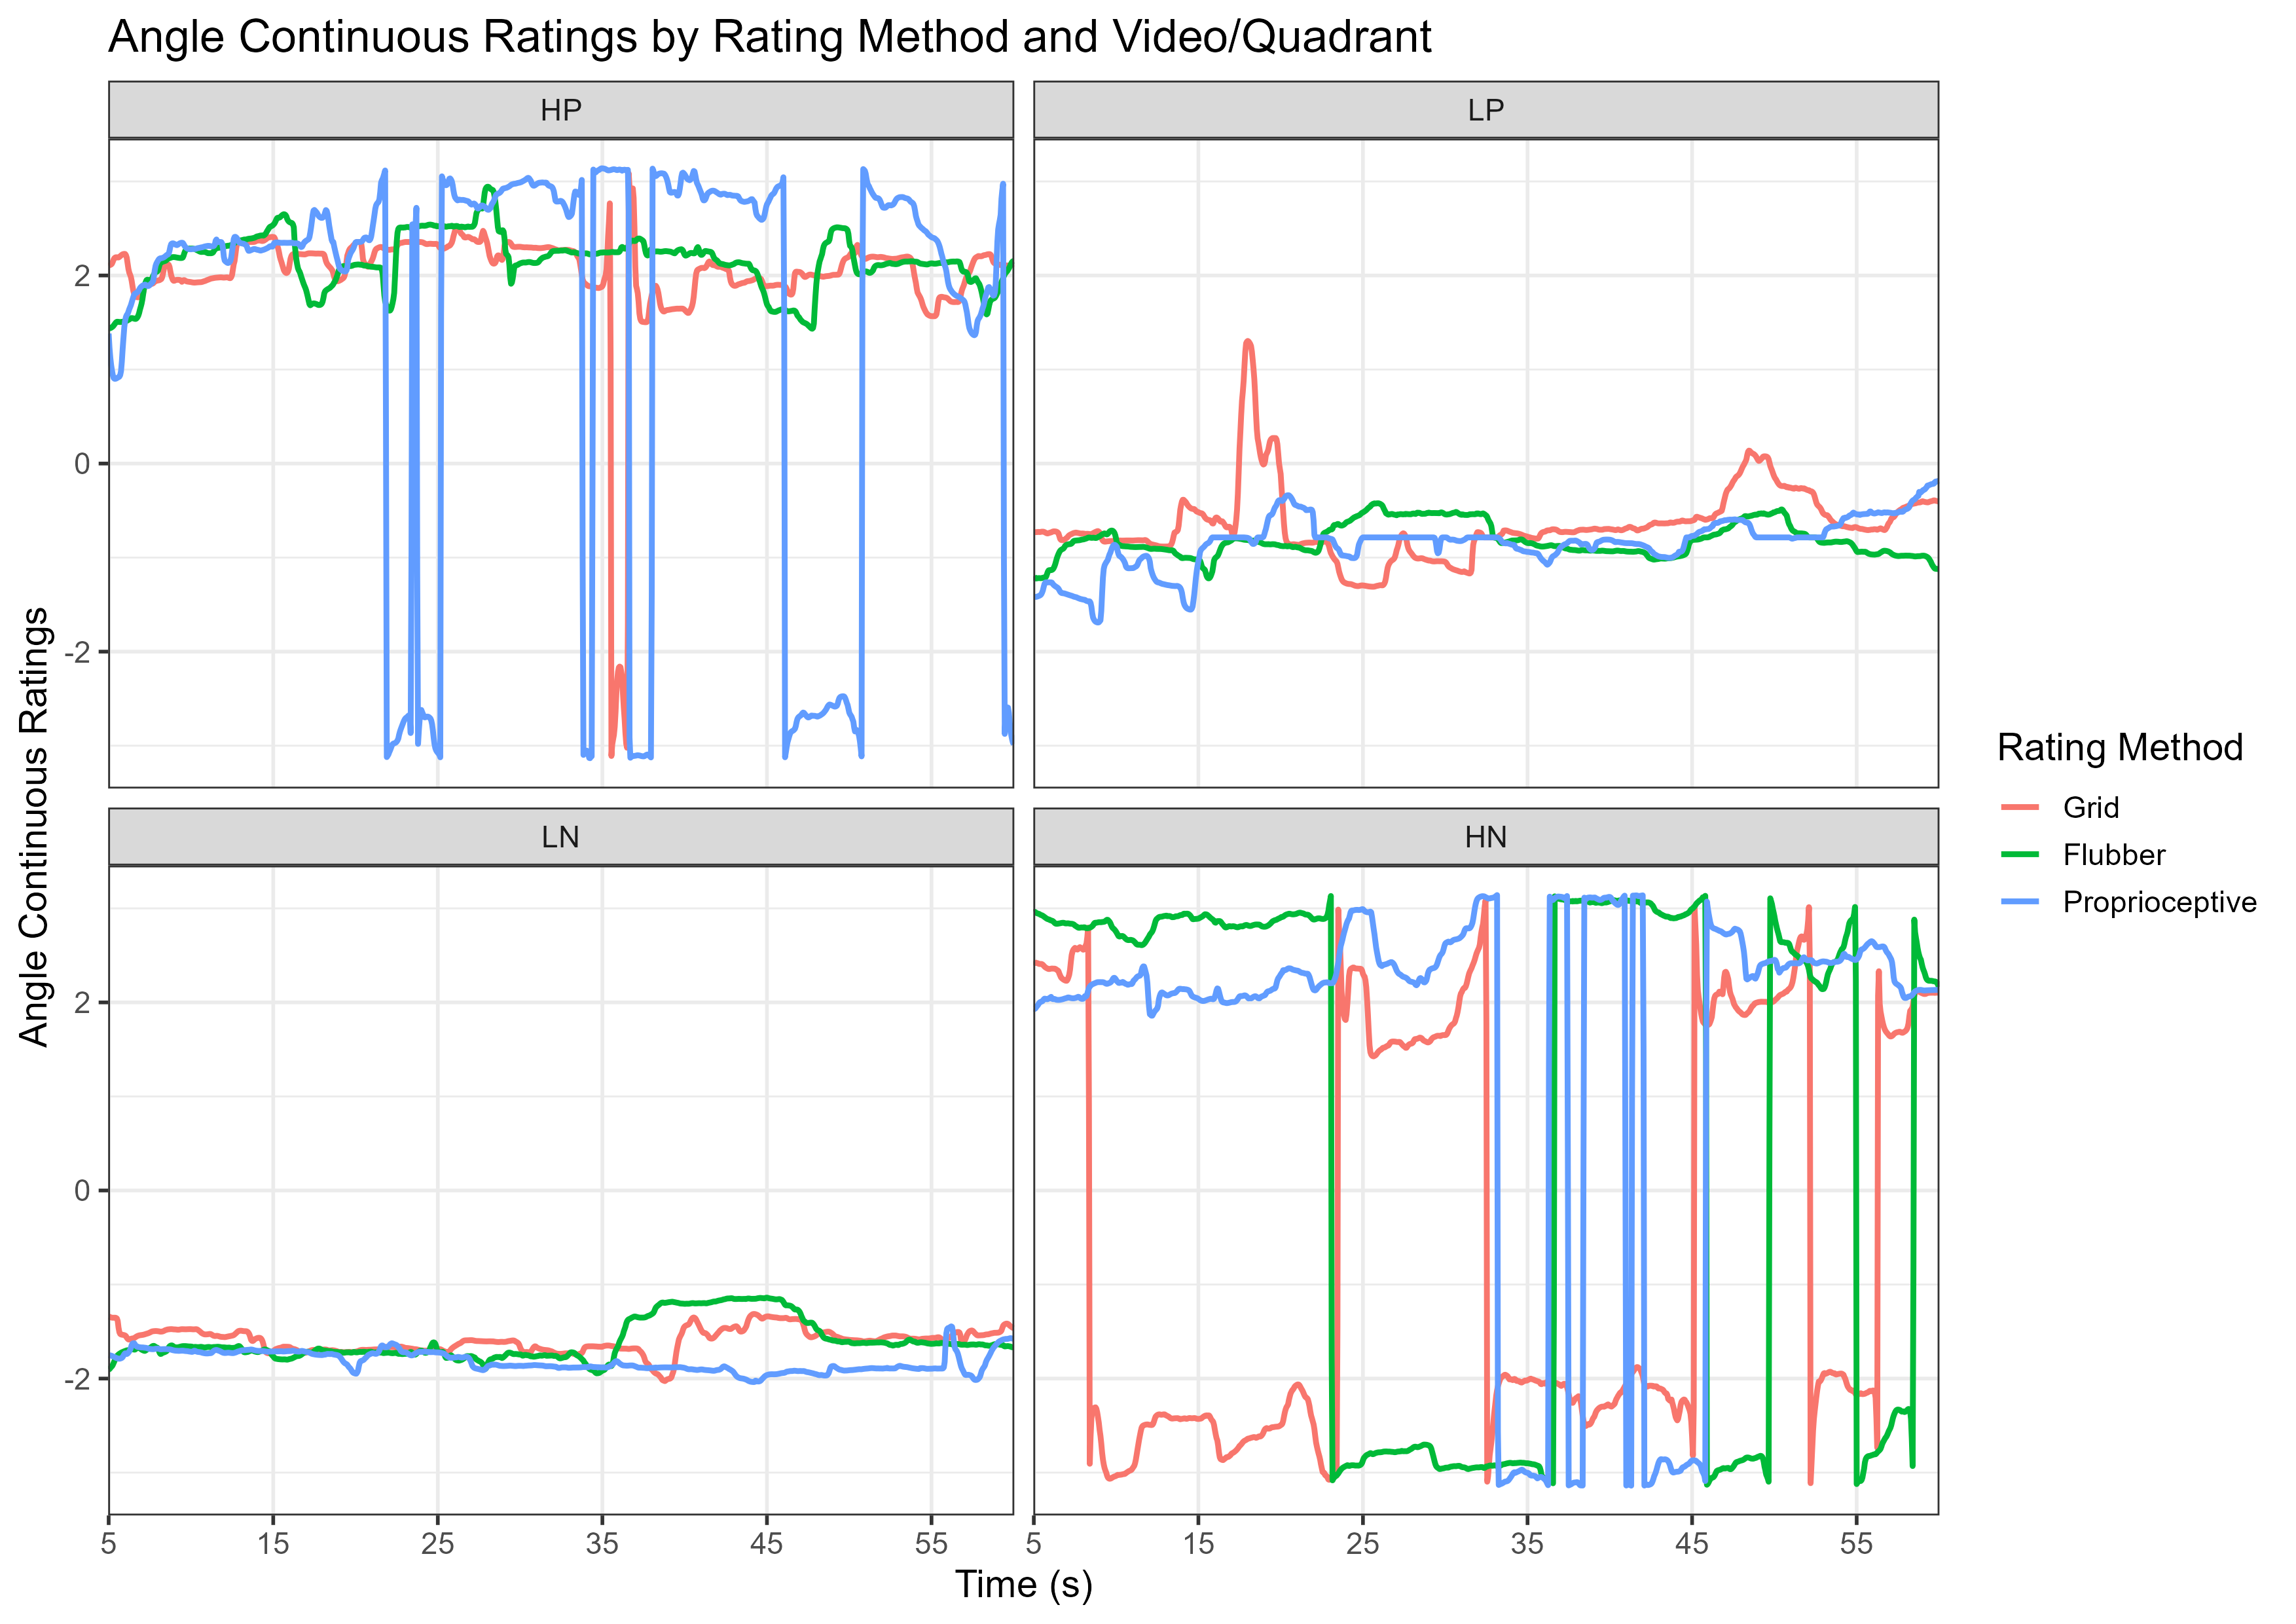 Angle Continuous Ratings by Rating Method and Video/Quadrant
HP
LP
2
0
-2
LN
HN
2
0
-2
5 15 25 35 45 55 5 15 25 35 45 55
Time (s)
Angle Continuous Ratings
Rating Method
Grid
Flubber
Proprioceptive